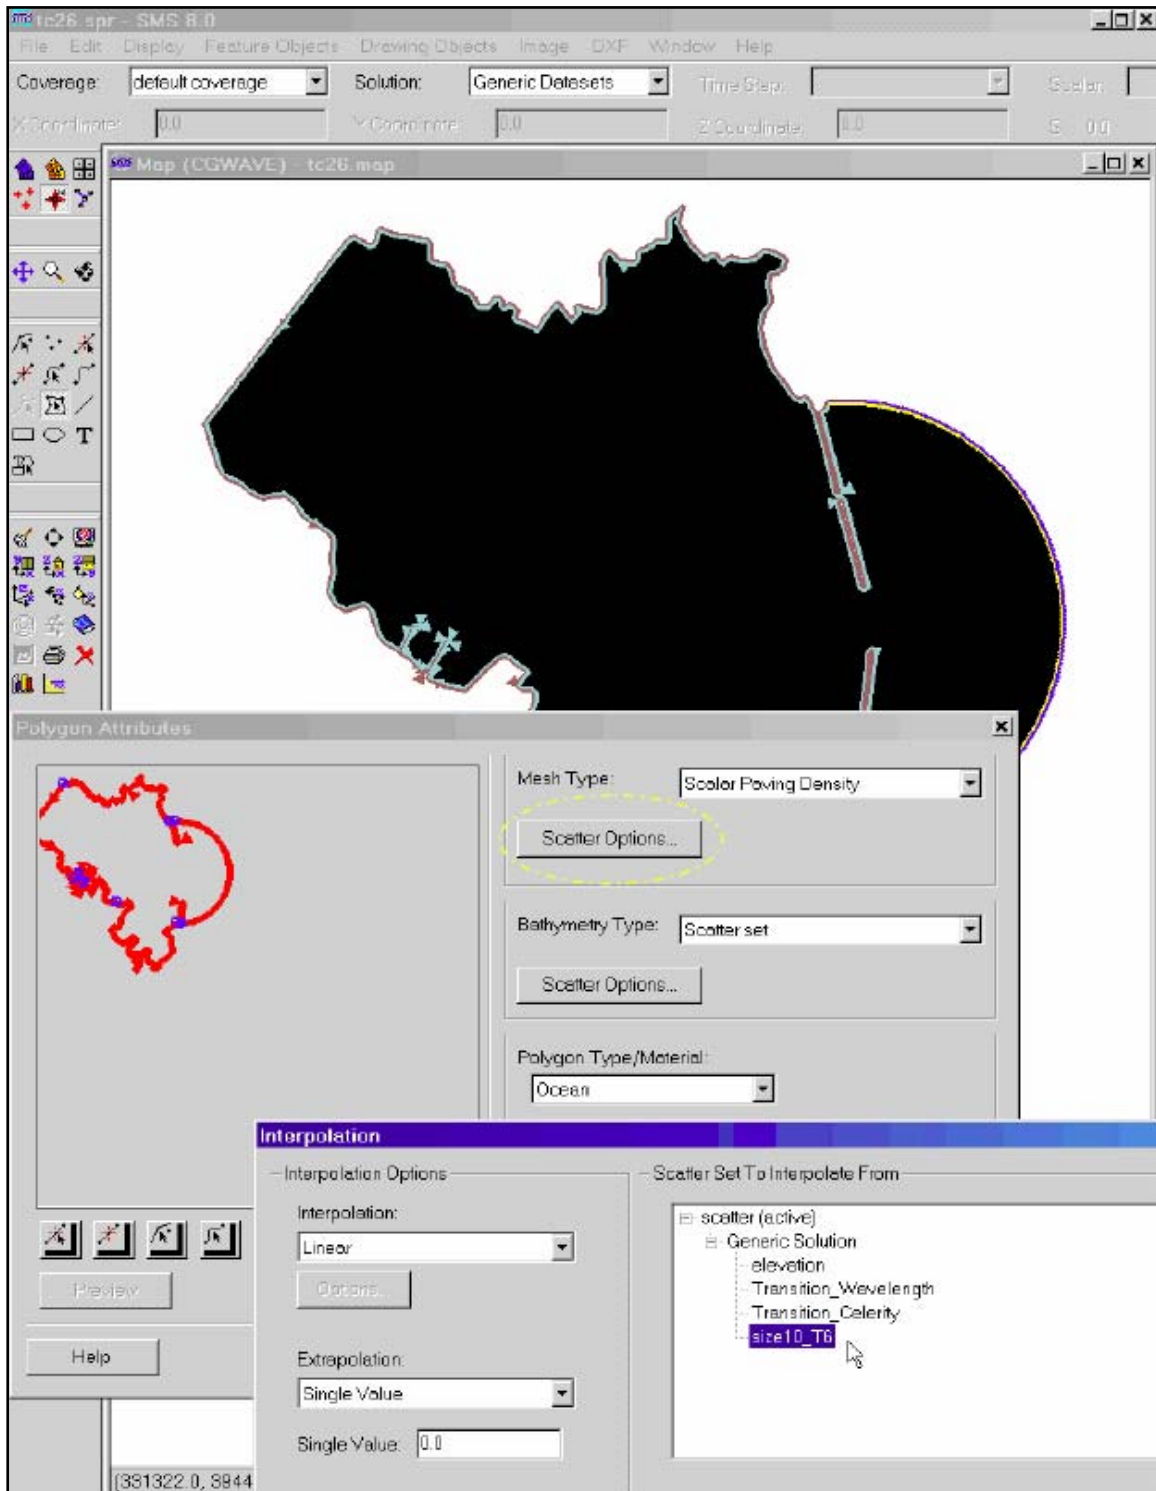 tc26.spr - SMS 8.0
File Edit Display Feature Objects Drawing Objects Image DXF Window Help
Coverage: default coverage Solution: Generic Datasets Time Step: Scalar:
X Coordinate: 0.0 Y Coordinate: 0.0 Z Coordinate: 0.0 S: 0.0
Map (CGWAVE) - tc26.map
T
Polygon Attributes
Mesh Type: Scalar Paving Density
Scatter Options...
Bathymetry Type: Scatter set
Scatter Options...
Polygon Type/Material:
Ocean
Preview
Help
Interpolation
Interpolation Options
Interpolation:
Linear
Options...
Extrapolation:
Single Value
Single Value: 0.0
Scatter Set To Interpolate From
scatter (active)
Generic Solution
elevation
Transition_Wavelength
Transition_Celerity
size10_T6
(331322.0, 3944